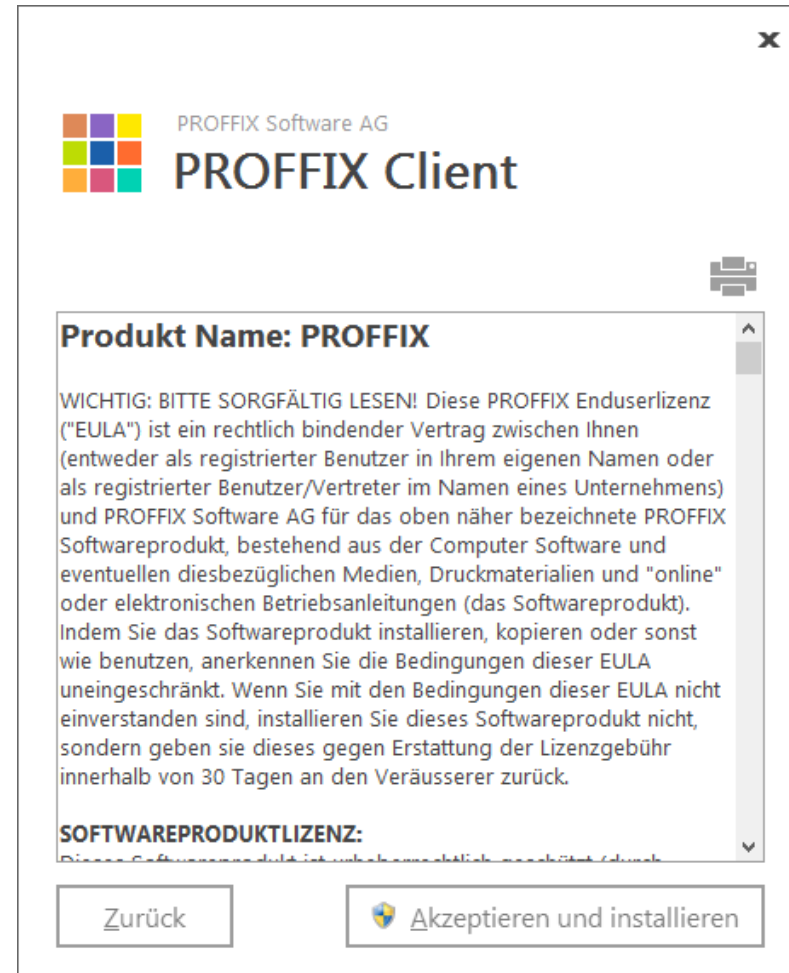 PROFFIX Software AG
PROFFIX Client
Produkt Name: PROFFIX
WICHTIG: BITTE SORGFÄLTIG LESEN! Diese PROFFIX Enduserlizenz
("EULA") ist ein rechtlich bindender Vertrag zwischen Ihnen
(entweder als registrierter Benutzer in Ihrem eigenen Namen oder
als registrierter Benutzer/Vertreter im Namen eines Unternehmens)
und PROFFIX Software AG für das oben näher bezeichnete PROFFIX
Softwareprodukt, bestehend aus der Computer Software und
eventuellen diesbezüglichen Medien, Druckmaterialien und "online"
oder elektronischen Betriebsanleitungen (das Softwareprodukt).
Indem Sie das Softwareprodukt installieren, kopieren oder sonst
wie benutzen, anerkennen Sie die Bedingungen dieser EULA
uneingeschränkt. Wenn Sie mit den Bedingungen dieser EULA nicht
einverstanden sind, installieren Sie dieses Softwareprodukt nicht,
sondern geben sie dieses gegen Erstattung der Lizenzgebühr
innerhalb von 30 Tagen an den Veräusserer zurück.
SOFTWAREPRODUKTLIZENZ:
Dieses Softwareprodukt ist urheberrechtlich geschützt (durch
Zurück
Akzeptieren und installieren